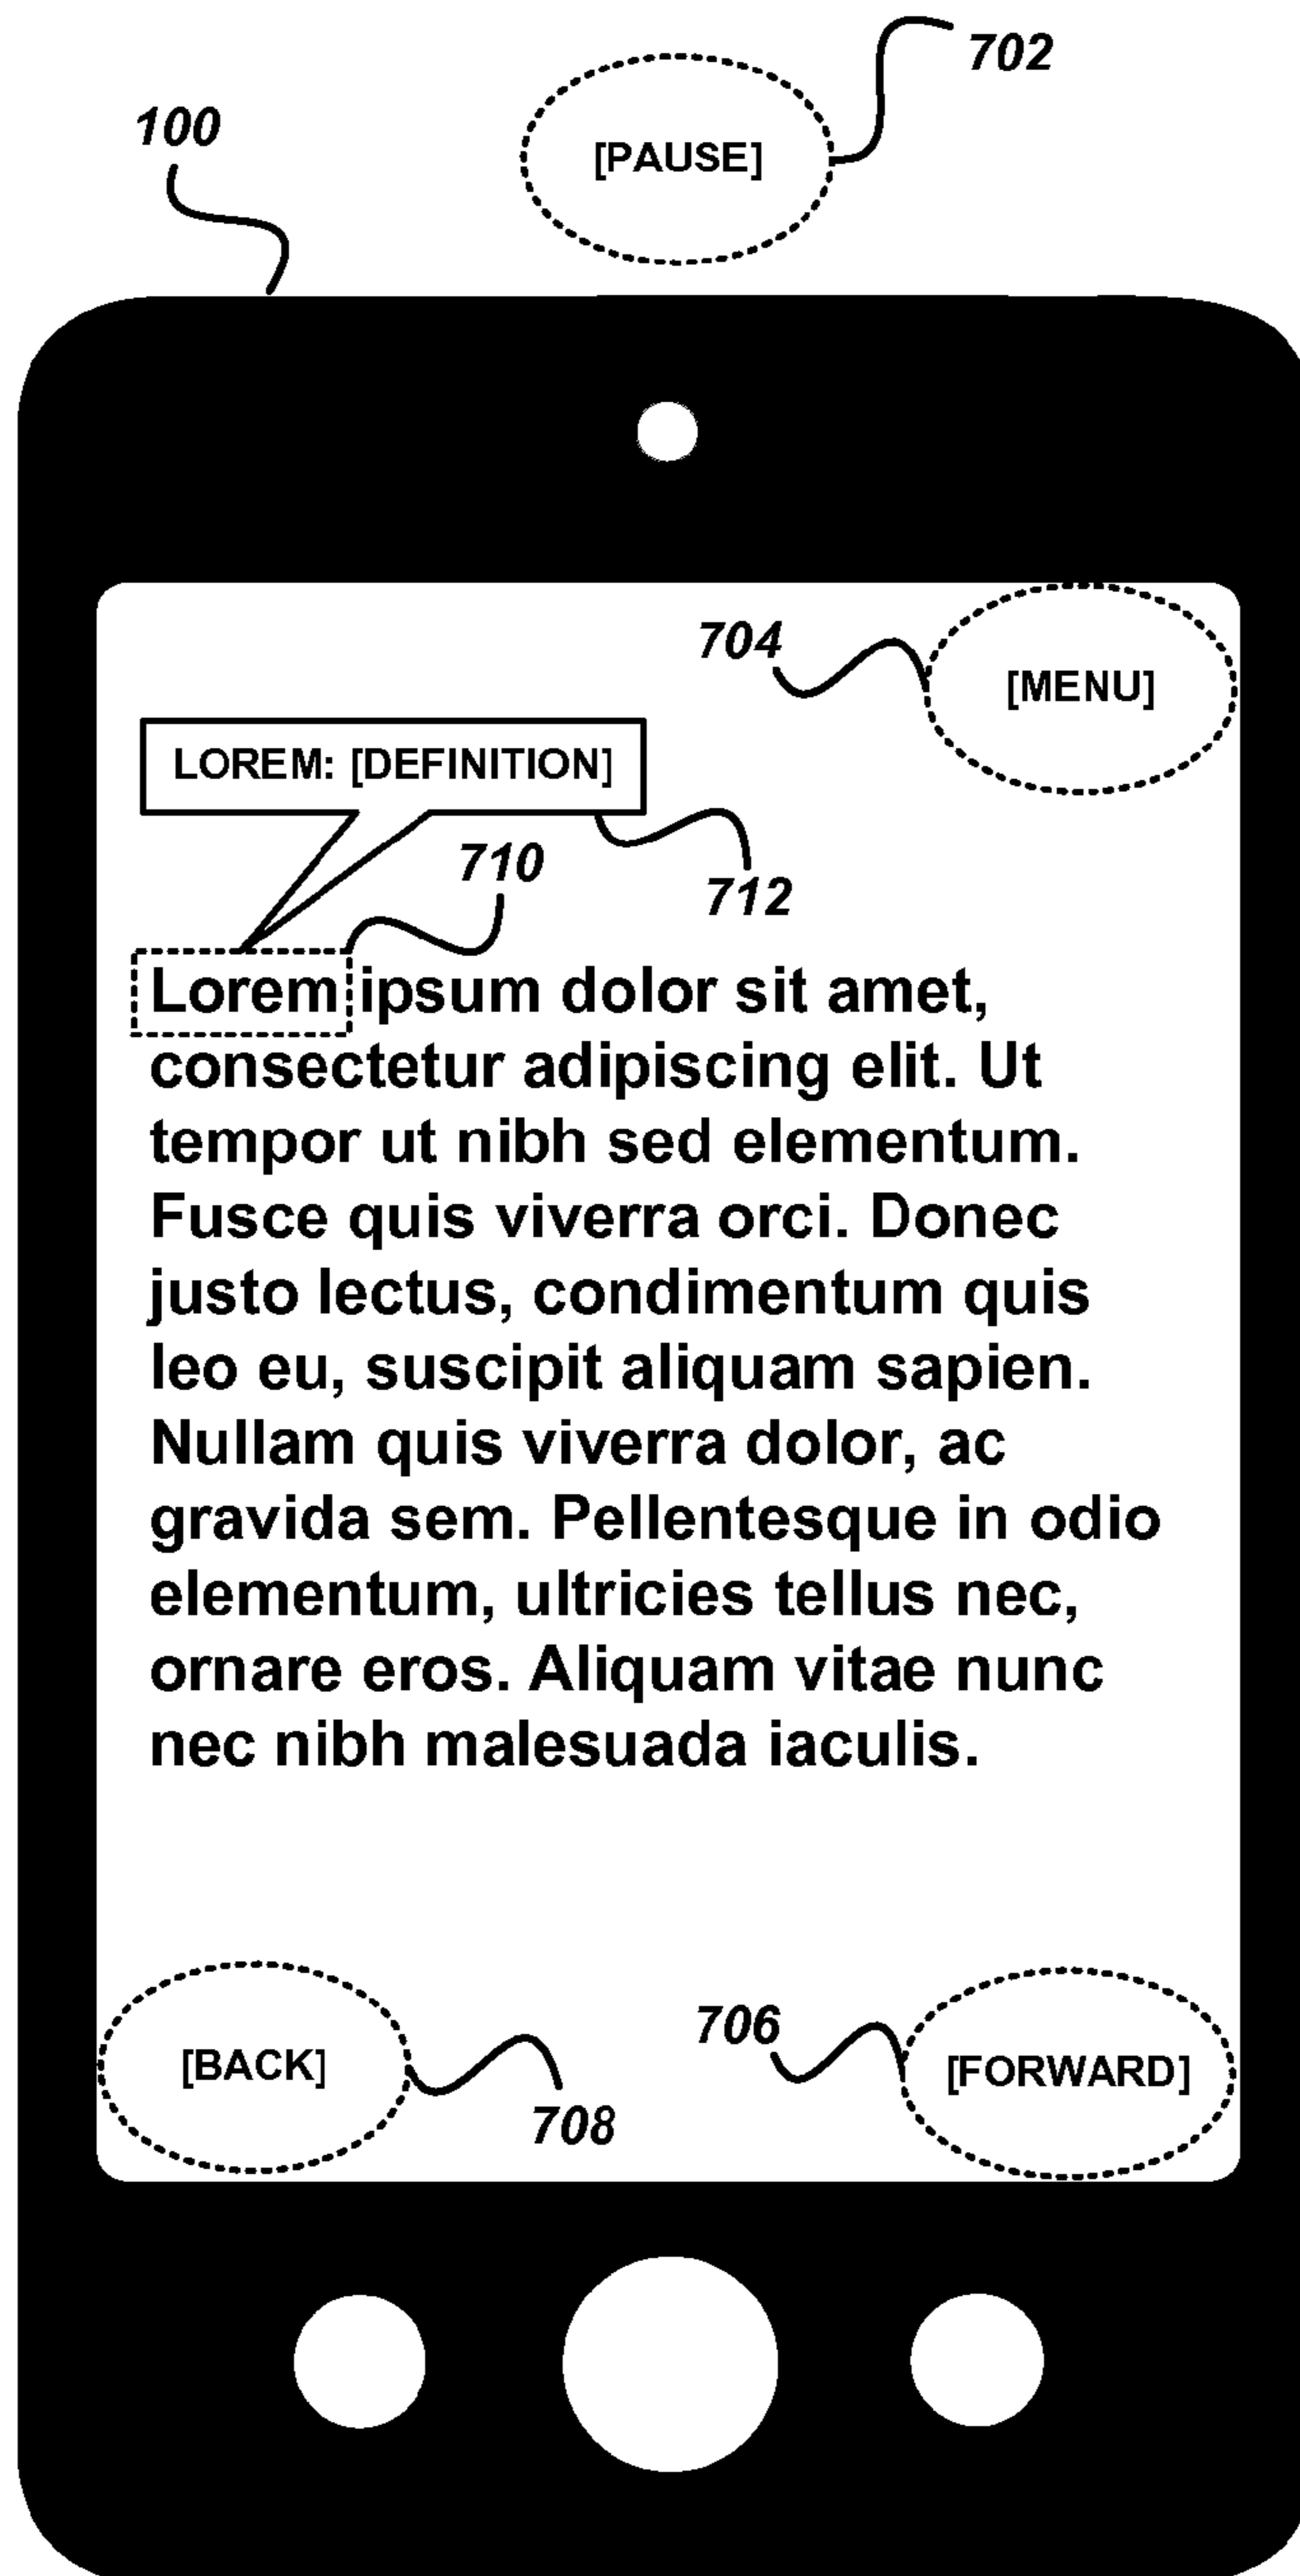 702
100
[PAUSE]
704
[MENU]
LOREM: [DEFINITION]
710
712
Lorem ipsum dolor sit amet,
consectetur adipiscing elit. Ut
tempor ut nibh sed elementum.
Fusce quis viverra orci. Donec
justo lectus, condimentum quis
leo eu, suscipit aliquam sapien.
Nullam quis viverra dolor, ac
gravida sem. Pellentesque in odio
elementum, ultricies tellus nec,
ornare eros. Aliquam vitae nunc
nec nibh malesuada iaculis.
706
[BACK]
[FORWARD]
708